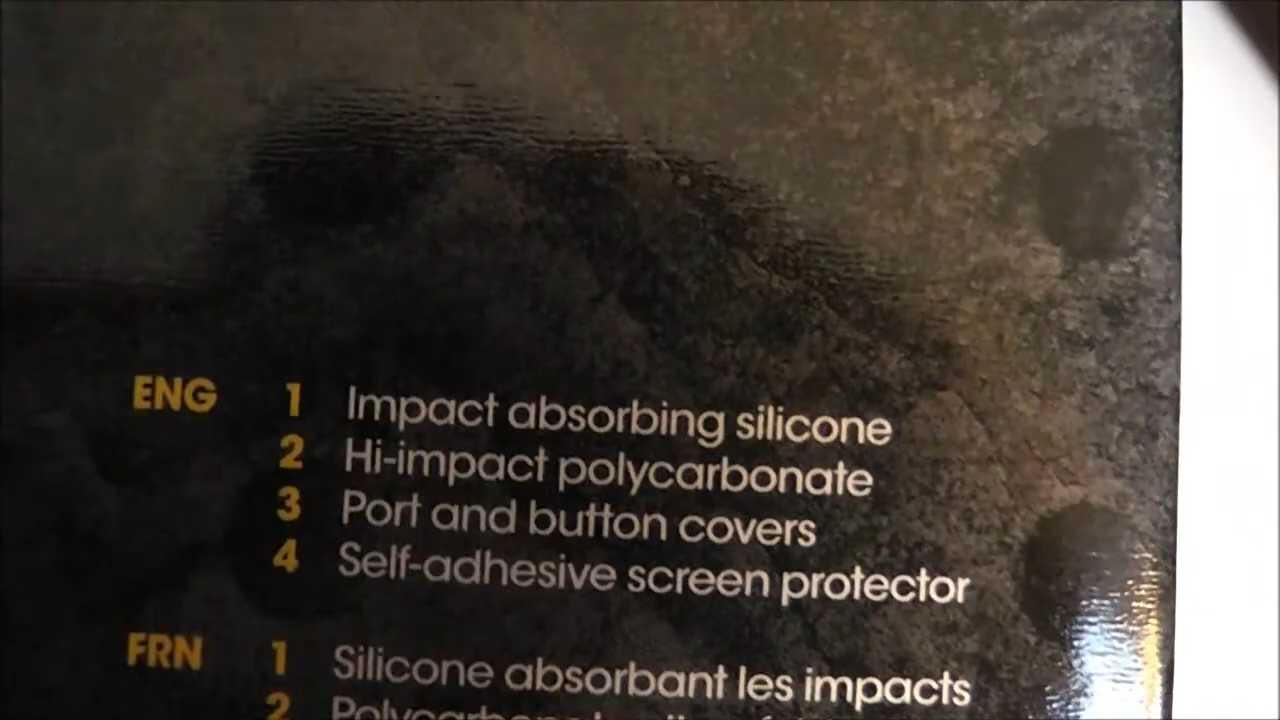 ENG 1 Impact absorbing silicone
2 Hi-impact polycarbonate
3 Port and button covers
4 Self-adhesive screen protector
FRN 1 Silicone absorbant les impacts
2